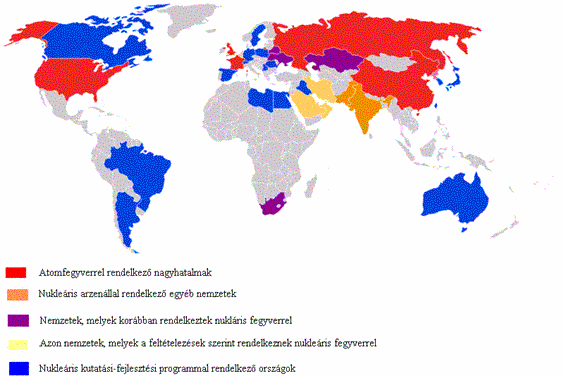 Atomfegyverrel rendelkező nagyhatalmak
Nukleáris arzenállal rendelkező egyéb nemzetek
Nemzetek, melyek korábban rendelkeztek nukláris fegyverrel
Azon nemzetek, melyek a feltételezések szerint rendelkeznek nukleáris fegyverrel
Nukleáris kutatási-fejlesztési programmal rendelkező országok